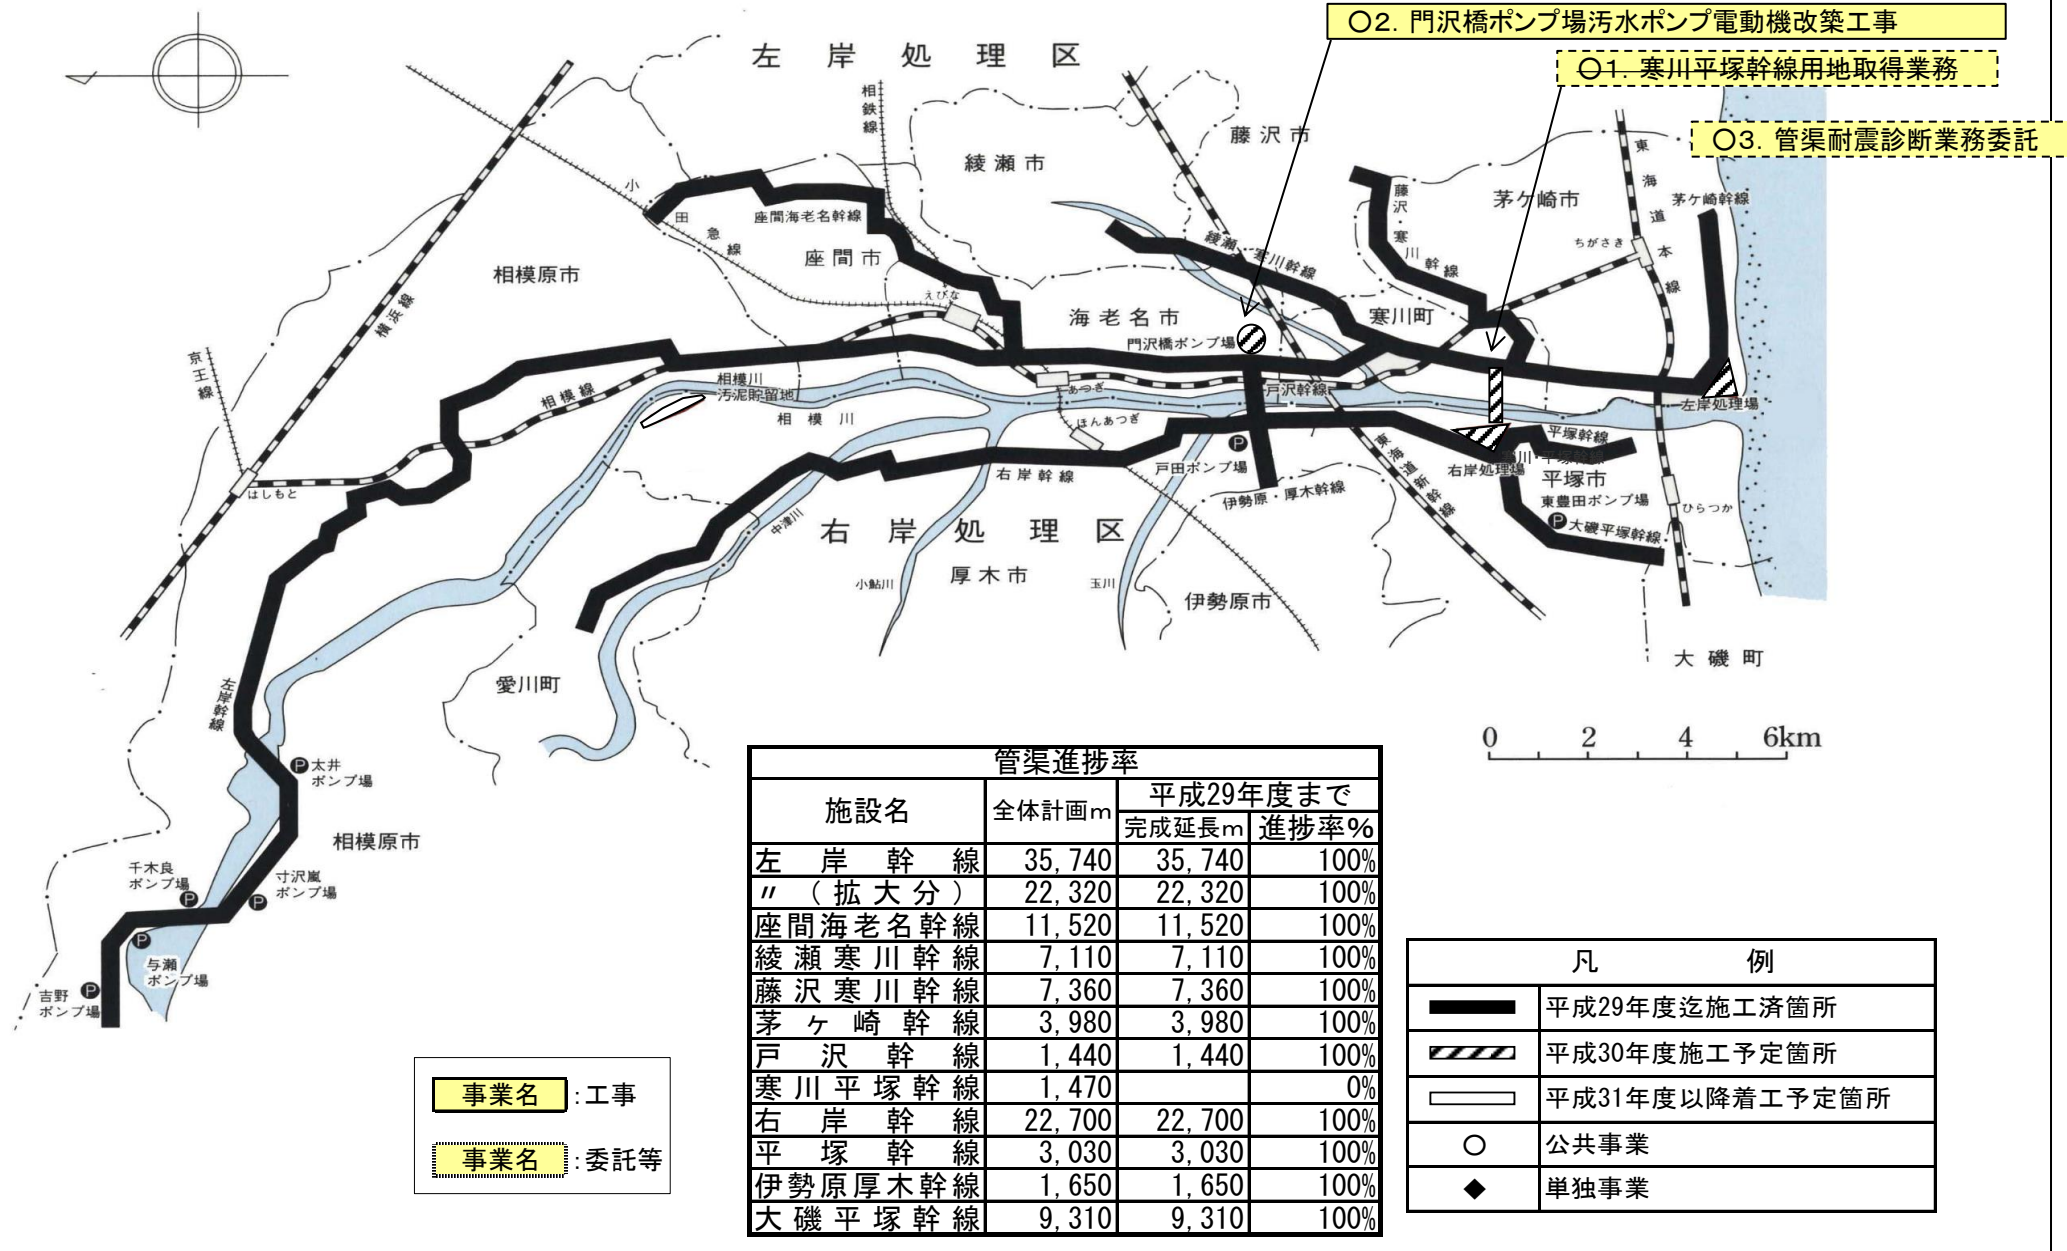 ○2. 門沢橋ポンプ場汚水ポンプ電動機改築工事
○1. 寒川平塚幹線用地取得業務
○3. 管渠耐震診断業務委託
左岸処理区
相鉄線
藤沢市
綾瀬市
東海道本線
茅ケ崎市
茅ケ崎幹線
藤沢・寒川幹線
小田急線
座間海老名幹線
座間市
綾瀬・寒川幹線
ちがさき
相模原市
横浜線
えびな
海老名市
寒川町
門沢橋ポンプ場
京王線
相模線
相模川
汚泥貯留地
あつぎ
戸沢幹線
左岸処理場
相模川
ほんあつぎ
平塚幹線
寒川・平塚幹線
戸田ポンプ場
右岸処理場
平塚市
右岸幹線
東海道新幹線
はしもと
伊勢原・厚木幹線
東豊田ポンプ場
ひらつか
中津川
右岸処理区
大磯平塚幹線
小鮎川
厚木市
玉川
伊勢原市
大磯町
愛川町
左岸幹線
0 2 4 6km
P 太井
ポンプ場
相模原市
千木良
ポンプ場
P
寸沢嵐
ポンプ場
P
P
与瀬
ポンプ場
吉野
ポンプ場
P
P
P
管渠進捗率
施設名 全体計画m 平成29年度まで
完成延長m 進捗率%
左岸幹線 35,740 35,740 100%
〃(拡大分) 22,320 22,320 100%
座間海老名幹線 11,520 11,520 100%
綾瀬寒川幹線 7,110 7,110 100%
藤沢寒川幹線 7,360 7,360 100%
茅ヶ崎幹線 3,980 3,980 100%
戸沢幹線 1,440 1,440 100%
寒川平塚幹線 1,470 0%
右岸幹線 22,700 22,700 100%
平塚幹線 3,030 3,030 100%
伊勢原厚木幹線 1,650 1,650 100%
大磯平塚幹線 9,310 9,310 100%
事業名 :工事
事業名 :委託等
凡例
平成29年度迄施工済箇所
平成30年度施工予定箇所
平成31年度以降着工予定箇所
○ 公共事業
◆ 単独事業